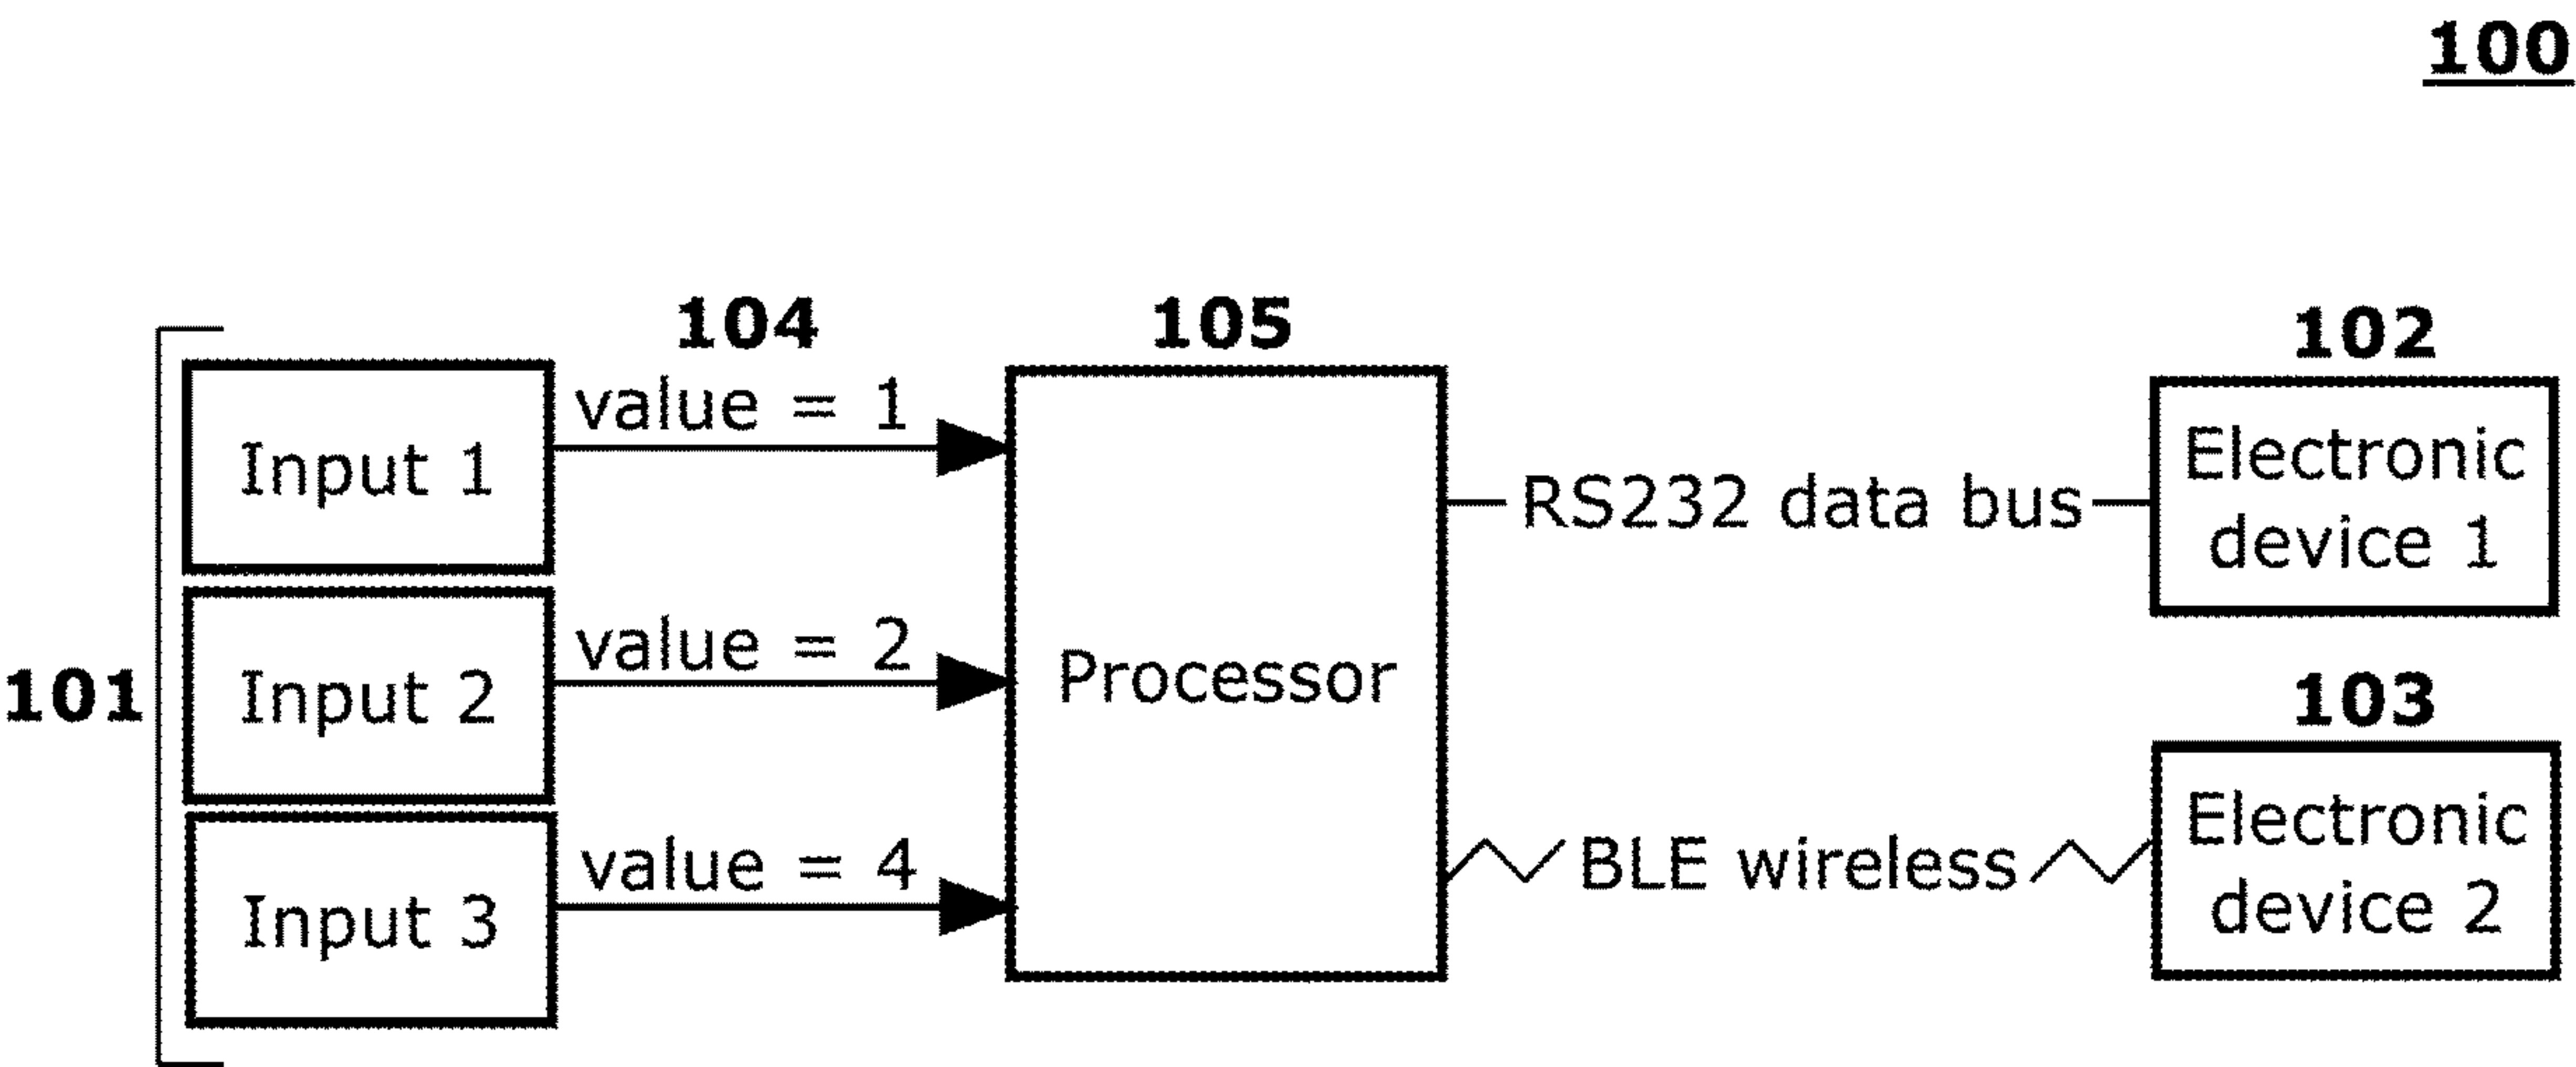 100
104
105
102
value = 1
Input 1
Electronic
device 1
RS232 data bus
101
value = 2
Input 2
Processor
103
value = 4
Input 3
BLE wireless
Electronic
device 2